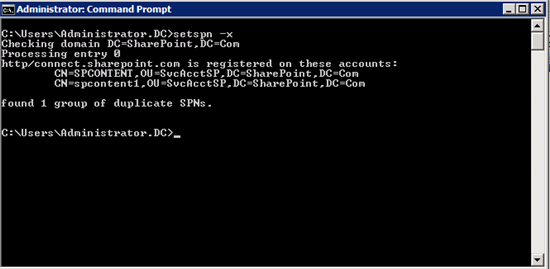 Administrator: Command Prompt
C:\Users\Administrator.DC>setspn -x
Checking domain DC=SharePoint,DC=Com
Processing entry 0
http/connect.sharepoint.com is registered on these accounts:
CN=SPCONTENT,OU=SvcAcctSP,DC=SharePoint,DC=Com
CN=spcontent1,OU=SvcAcctSP,DC=SharePoint,DC=Com
found 1 group of duplicate SPNs.
C:\Users\Administrator.DC>_